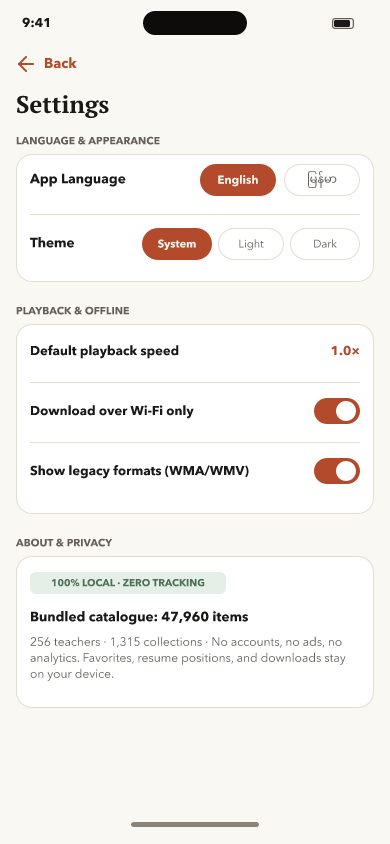 9:41
Back
Settings
LANGUAGE & APPEARANCE
App Language
English
မြန်မာ
Theme
System
Light
Dark
PLAYBACK & OFFLINE
Default playback speed
1.0×
Download over Wi-Fi only
Show legacy formats (WMA/WMV)
ABOUT & PRIVACY
100% LOCAL · ZERO TRACKING
Bundled catalogue: 47,960 items
256 teachers · 1,315 collections · No accounts, no ads, no
analytics. Favorites, resume positions, and downloads stay
on your device.